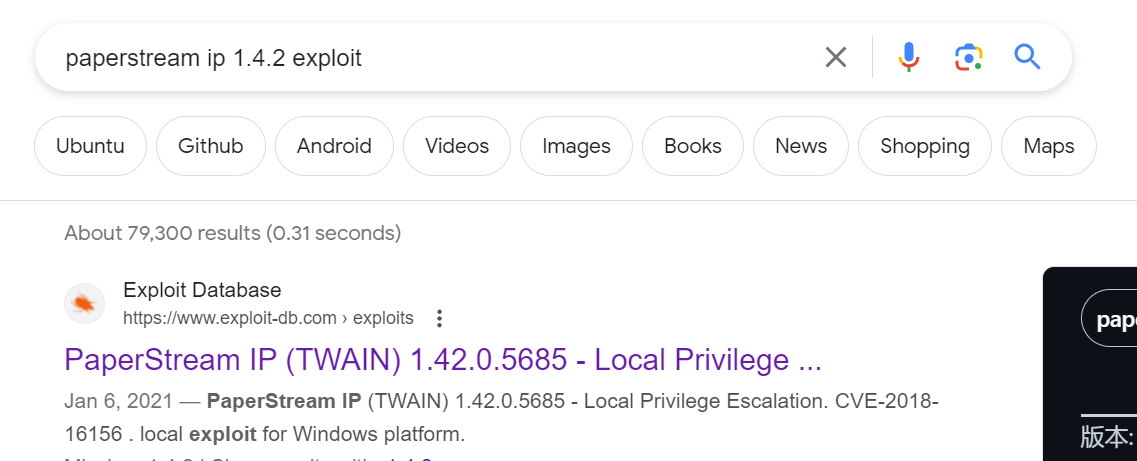 paperstream ip 1.4.2 exploit
Ubuntu Github Android Videos Images Books News Shopping Maps
About 79,300 results (0.31 seconds)
Exploit Database
https://www.exploit-db.com › exploits
PaperStream IP (TWAIN) 1.42.0.5685 - Local Privilege ...
Jan 6, 2021 — PaperStream IP (TWAIN) 1.42.0.5685 - Local Privilege Escalation. CVE-2018-
16156 . local exploit for Windows platform.
pape
版本: